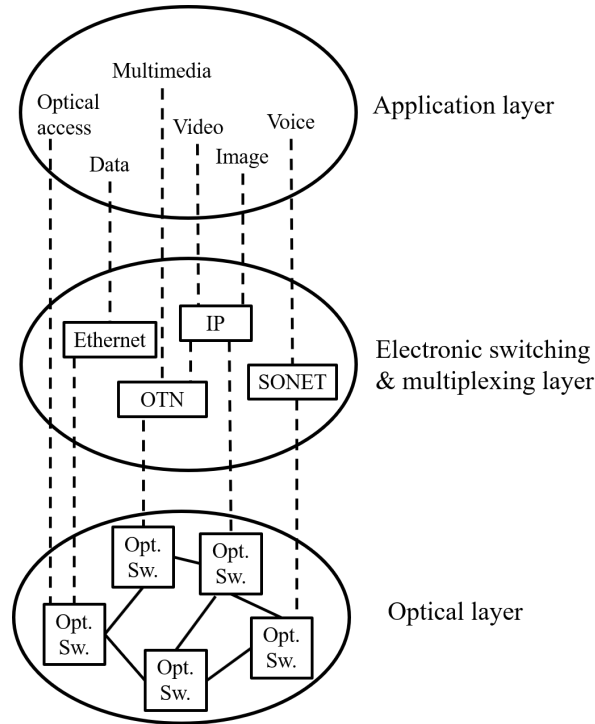 Multimedia
Optical
access
Video
Voice
Image
Data
Application layer
IP
Ethernet
SONET
OTN
Electronic switching
& multiplexing layer
Opt.
Sw.
Opt.
Sw.
Opt.
Sw.
Opt.
Sw.
Opt.
Sw.
Optical layer